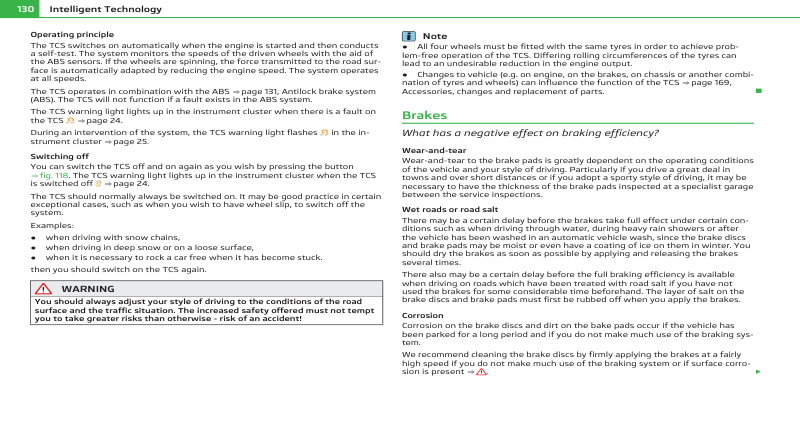 130 Intelligent Technology
Operating principle
The TCS switches on automatically when the engine is started and then conducts
a self-test. The system monitors the speeds of the driven wheels with the aid of
the ABS sensors. If the wheels are spinning, the force transmitted to the road sur-
face is automatically adapted by reducing the engine speed. The system operates
at all speeds.
The TCS operates in combination with the ABS ⇒ page 131, Antilock brake system
(ABS). The TCS will not function if a fault exists in the ABS system.
The warning light lights up in the instrument cluster when there is a fault on
the TCS ⇒ page 24.
During an intervention of the system, the TCS warning light flashes in the in-
strument cluster ⇒ page 25.
Switching off
You can switch the TCS off and on again as you wish by pressing the button
⇒ fig. 118. The TCS warning light lights up in the instrument cluster when the TCS
is switched off ⇒ page 24.
The TCS should normally always be switched on. It may be good practice in certain
exceptional cases, such as when you wish to have wheel slip, to switch off the
system.
Examples:
• when driving with snow chains,
• when driving in deep snow or on a loose surface,
• when it is necessary to rock a car free when it has become stuck.
then you should switch on the TCS again.
WARNING
You should always adjust your style of driving to the conditions of the road
surface and the traffic situation. The increased safety offered must not tempt
you to take greater risks than otherwise - risk of an accident!
Note
• All four wheels must be fitted with the same tyres in order to achieve prob-
lem-free operation of the TCS. Differing rolling circumferences of the tyres can
lead to an undesirable reduction in the engine output.
• Changes to vehicle (e.g. on engine, on the brakes, on chassis or another combi-
nation of tyres and wheels) can influence the function of the TCS ⇒ page 169,
Accessories, changes and replacement of parts.
Brakes
What has a negative effect on braking efficiency?
Wear-and-tear
Wear-and-tear to the brake pads is greatly dependent on the operating conditions
of the vehicle and your style of driving. Particularly if you drive a great deal in
towns and over short distances or if you adopt a sporty style of driving, it may be
necessary to have the thickness of the brake pads inspected at a specialist garage
between the service inspections.
Wet roads or road salt
There may be a certain delay before the brakes take full effect under certain con-
ditions such as when driving through water, during heavy rain showers or after
the vehicle has been washed in an automatic vehicle wash, since the brake discs
and brake pads may be moist or even have a coating of ice on them in winter. You
should dry the brakes as soon as possible by applying and releasing the brakes
several times.
There also may be a certain delay before the full braking efficiency is available
when driving on roads which have been treated with road salt if you have not
used the brakes for some considerable time beforehand. The layer of salt on the
brake discs and brake pads must first be rubbed off when you apply the brakes.
Corrosion
Corrosion on the brake discs and dirt on the bake pads occur if the vehicle has
been parked for a long period and if you do not make much use of the braking sys-
tem.
We recommend cleaning the brake discs by firmly applying the brakes at a fairly
high speed if you do not make much use of the braking system or if surface corro-
sion is present ⇒ .